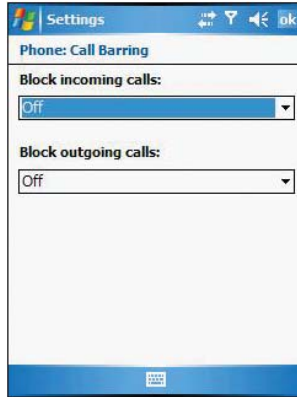 Settings
ok
Phone: Call Barring
Block incoming calls:
Off
Block outgoing calls:
Off